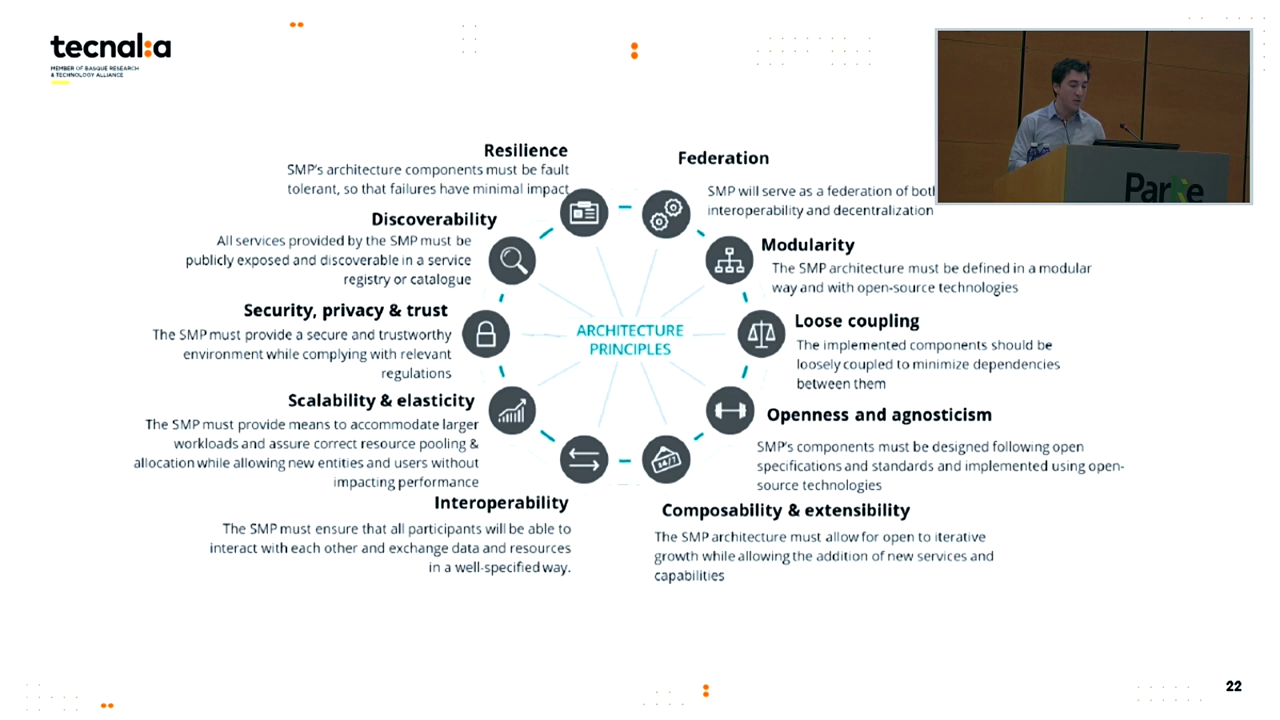 tecnal:a
MEMBER OF BASQUE RESEARCH
& TECHNOLOGY ALLIANCE
Resilience
SMP's architecture components must be fault
tolerant, so that failures have minimal impact
Discoverability
All services provided by the SMP must be
publicly exposed and discoverable in a service
registry or catalogue
Security, privacy & trust
The SMP must provide a secure and trustworthy
environment while complying with relevant
regulations
Scalability & elasticity
The SMP must provide means to accommodate larger
workloads and assure correct resource pooling &
allocation while allowing new entities and users without
impacting performance
Interoperability
The SMP must ensure that all participants will be able to
interact with each other and exchange data and resources
in a well-specified way.
ARCHITECTURE
PRINCIPLES
Federation
SMP will serve as a federation of both
interoperability and decentralization
Modularity
The SMP architecture must be defined in a modular
way and with open-source technologies
Loose coupling
The implemented components should be
loosely coupled to minimize dependencies
between them
Openness and agnosticism
SMP's components must be designed following open
specifications and standards and implemented using open-
source technologies
24/7
Composability & extensibility
The SMP architecture must allow for open to iterative
growth while allowing the addition of new services and
capabilities
Parke
22